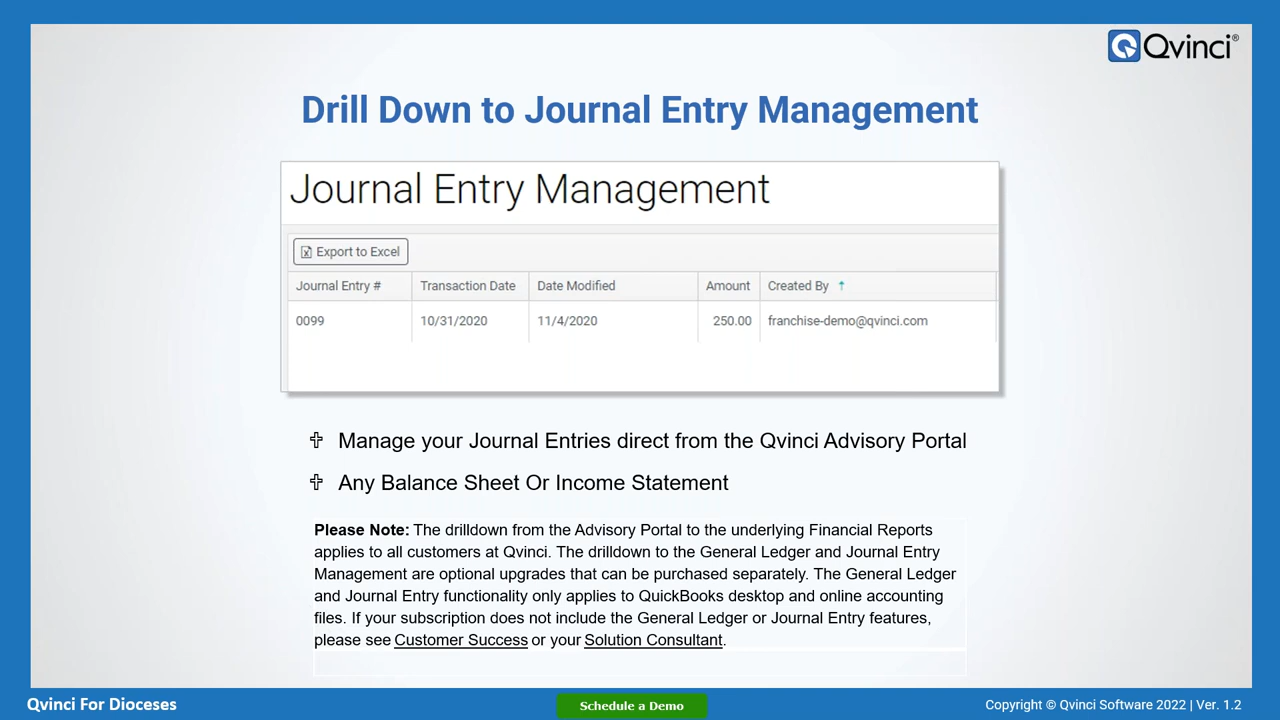 Qvinci®
Drill Down to Journal Entry Management
Journal Entry Management
Export to Excel
Journal Entry # Transaction Date Date Modified Amount Created By ↑
0099 10/31/2020 11/4/2020 250.00 franchise-demo@qvinci.com
✞ Manage your Journal Entries direct from the Qvinci Advisory Portal
✞ Any Balance Sheet Or Income Statement
Please Note: The drilldown from the Advisory Portal to the underlying Financial Reports
applies to all customers at Qvinci. The drilldown to the General Ledger and Journal Entry
Management are optional upgrades that can be purchased separately. The General Ledger
and Journal Entry functionality only applies to QuickBooks desktop and online accounting
files. If your subscription does not include the General Ledger or Journal Entry features,
please see Customer Success or your Solution Consultant.
Qvinci For Dioceses
Schedule a Demo
Copyright © Qvinci Software 2022 | Ver. 1.2